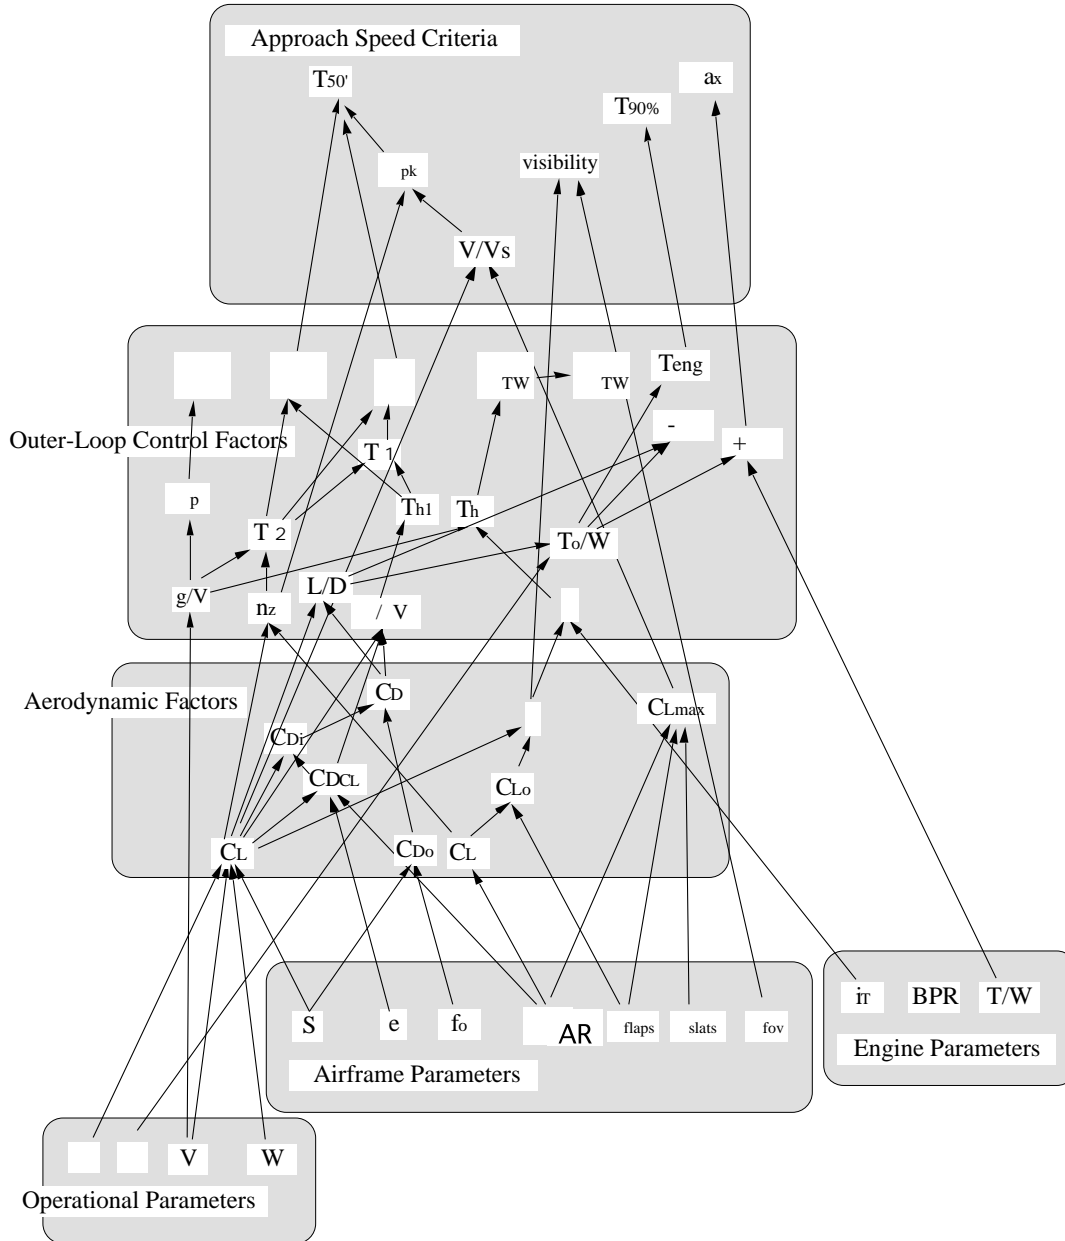 Approach Speed Criteria
T50'
ax
T90%
pk
visibility
V/Vs
TW
TW
Teng
-
+
Outer-Loop Control Factors
T 1
p
Th1
Th
T 2
To/W
L/D
g/V
nz
/ V
Aerodynamic Factors
CD
CLmax
CDi
CDCL
CLo
CL
CDo
CL
S
e
fo
AR
flaps
slats
fov
Airframe Parameters
iT
BPR
T/W
Engine Parameters
V
W
Operational Parameters